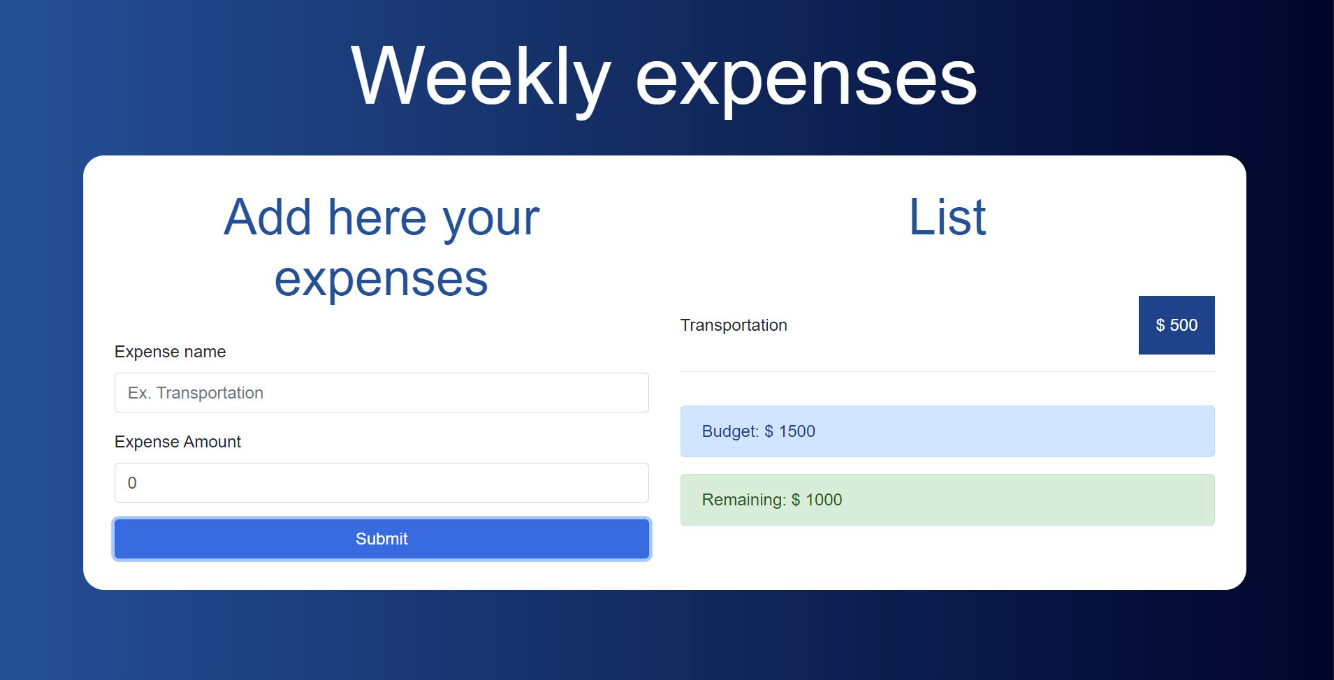 Weekly expenses
Add here your
expenses
Expense name
Ex. Transportation
Expense Amount
0
Submit
List
Transportation
$ 500
Budget: $ 1500
Remaining: $ 1000